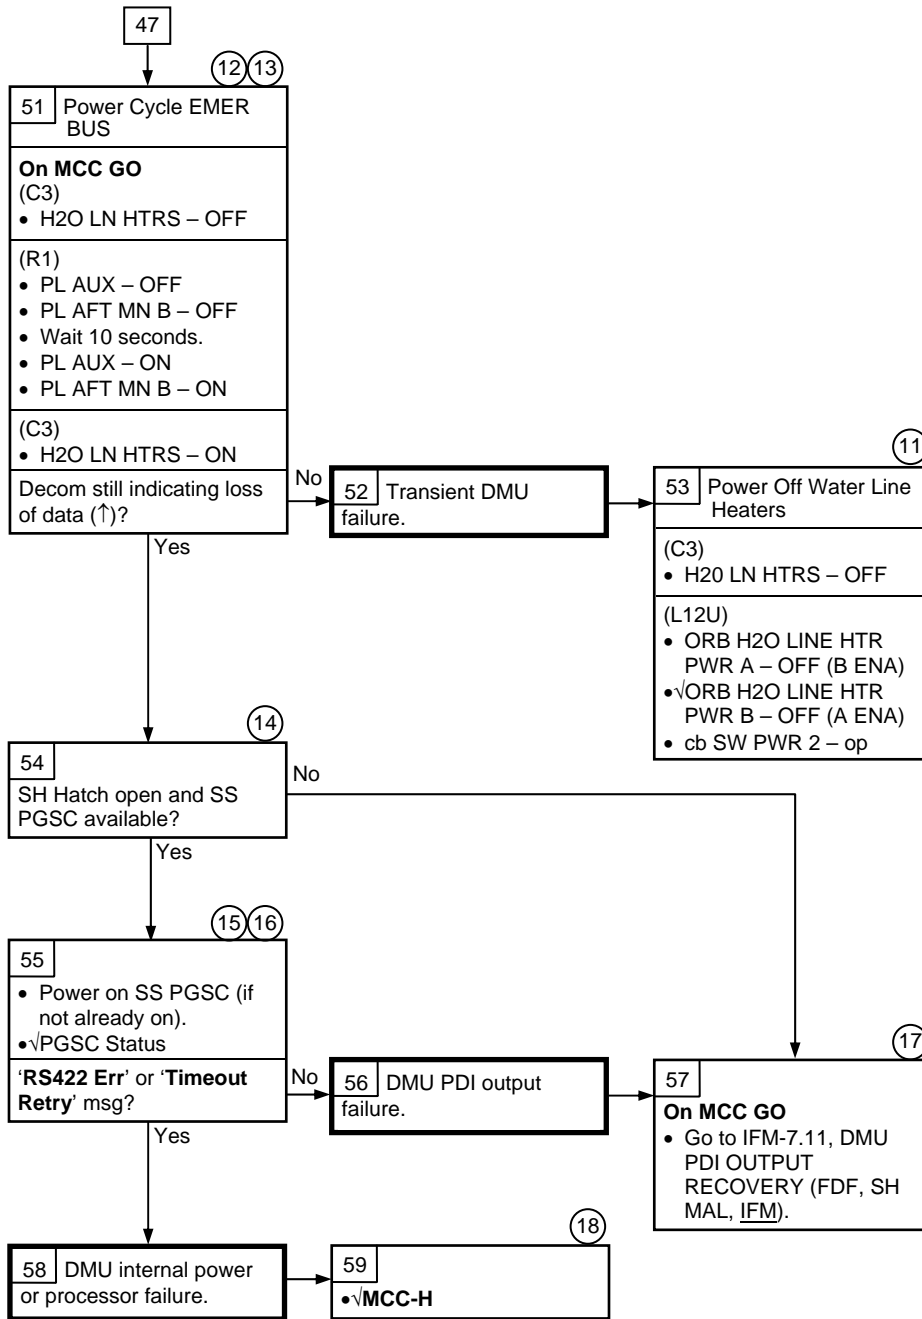 47
12 13
51 Power Cycle EMER
BUS
On MCC GO
(C3)
• H2O LN HTRS – OFF
(R1)
• PL AUX – OFF
• PL AFT MN B – OFF
• Wait 10 seconds.
• PL AUX – ON
• PL AFT MN B – ON
(C3)
• H2O LN HTRS – ON
Decom still indicating loss
of data (↑)?
No
Yes
52 Transient DMU
failure.
11
53 Power Off Water Line
Heaters
(C3)
• H20 LN HTRS – OFF
(L12U)
• ORB H2O LINE HTR
PWR A – OFF (B ENA)
•√ORB H2O LINE HTR
PWR B – OFF (A ENA)
• cb SW PWR 2 – op
14
54
SH Hatch open and SS
PGSC available?
No
Yes
15 16
55
• Power on SS PGSC (if
not already on).
•√PGSC Status
‘RS422 Err’ or ‘Timeout
Retry’ msg?
No
Yes
56 DMU PDI output
failure.
17
57
On MCC GO
• Go to IFM-7.11, DMU
PDI OUTPUT
RECOVERY (FDF, SH
MAL, IFM).
58 DMU internal power
or processor failure.
18
59
•√MCC-H